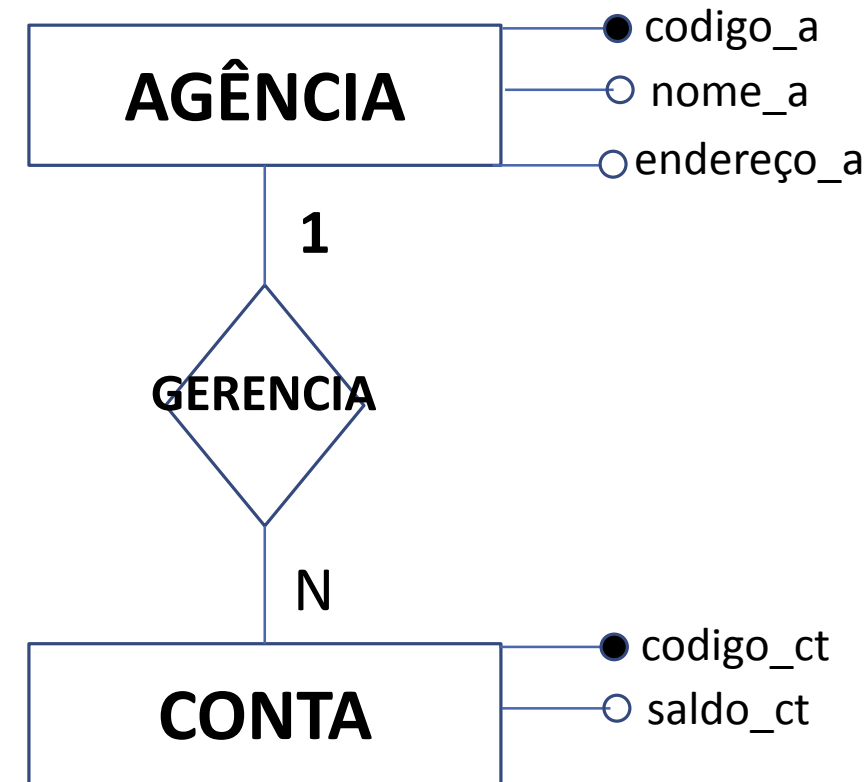 codigo_a
AGÊNCIA
nome_a
endereço_a
1
GERENCIA
N
codigo_ct
CONTA
saldo_ct